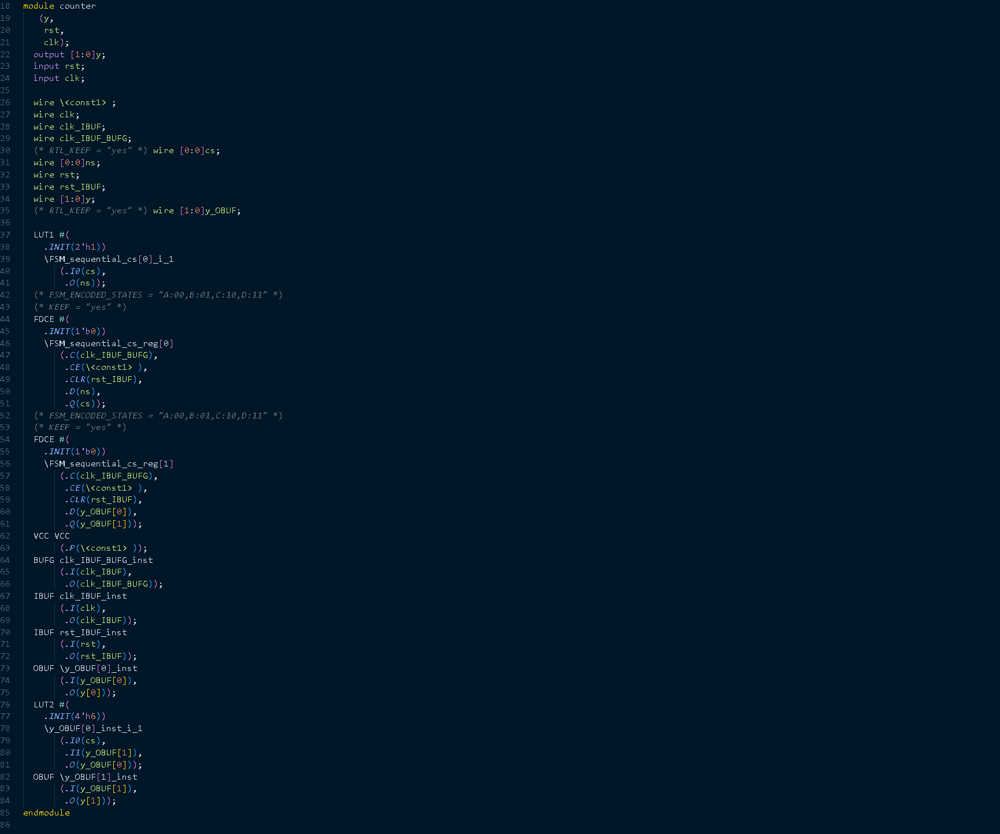 18 module counter
19    (y,
20     rst,
21     clk);
22   output [1:0]y;
23   input rst;
24   input clk;
25
26   wire \<const1> ;
27   wire clk;
28   wire clk_IBUF;
29   wire clk_IBUF_BUFG;
30   (* RTL_KEEP = "yes" *) wire [0:0]cs;
31   wire [0:0]ns;
32   wire rst;
33   wire rst_IBUF;
34   wire [1:0]y;
35   (* RTL_KEEP = "yes" *) wire [1:0]y_OBUF;
36
37   LUT1 #(
38     .INIT(2'h1))
39     \FSM_sequential_cs[0]_i_1
40        (.I0(cs),
41         .O(ns));
42   (* FSM_ENCODED_STATES = "A:00,B:01,C:10,D:11" *)
43   (* KEEP = "yes" *)
44   FDCE #(
45     .INIT(1'b0))
46     \FSM_sequential_cs_reg[0]
47        (.C(clk_IBUF_BUFG),
48         .CE(\<const1> ),
49         .CLR(rst_IBUF),
50         .D(ns),
51         .Q(cs));
52   (* FSM_ENCODED_STATES = "A:00,B:01,C:10,D:11" *)
53   (* KEEP = "yes" *)
54   FDCE #(
55     .INIT(1'b0))
56     \FSM_sequential_cs_reg[1]
57        (.C(clk_IBUF_BUFG),
58         .CE(\<const1> ),
59         .CLR(rst_IBUF),
60         .D(y_OBUF[0]),
61         .Q(y_OBUF[1]));
62   VCC VCC
63        (.P(\<const1> ));
64   BUFG clk_IBUF_BUFG_inst
65        (.I(clk_IBUF),
66         .O(clk_IBUF_BUFG));
67   IBUF clk_IBUF_inst
68        (.I(clk),
69         .O(clk_IBUF));
70   IBUF rst_IBUF_inst
71        (.I(rst),
72         .O(rst_IBUF));
73   OBUF \y_OBUF[0]_inst
74        (.I(y_OBUF[0]),
75         .O(y[0]));
76   LUT2 #(
77     .INIT(4'h6))
78     \y_OBUF[0]_inst_i_1
79        (.I0(cs),
80         .I1(y_OBUF[1]),
81         .O(y_OBUF[0]));
82   OBUF \y_OBUF[1]_inst
83        (.I(y_OBUF[1]),
84         .O(y[1]));
85 endmodule
86